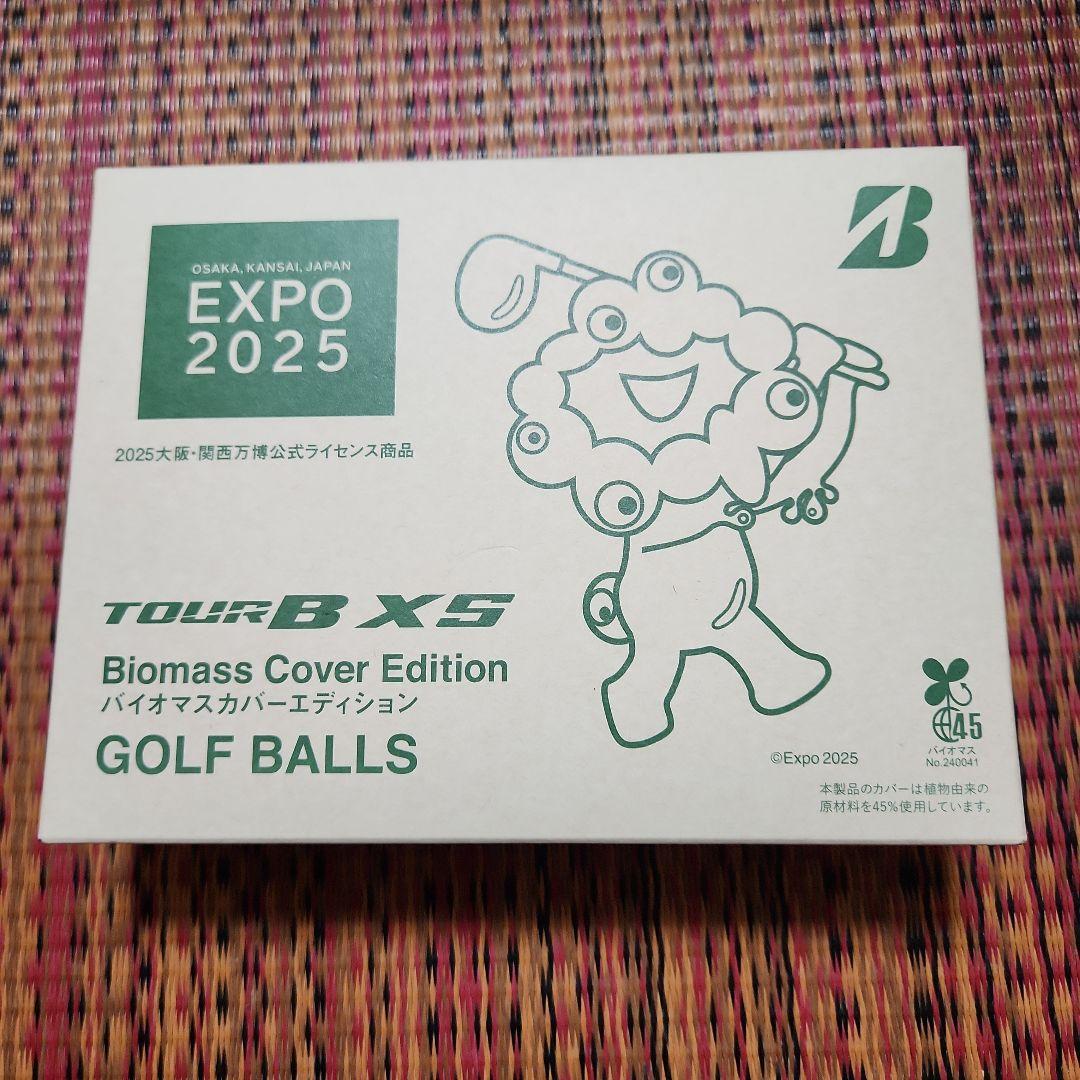 OSAKA, KANSAI, JAPAN
EXPO
2025
2025大阪・関西万博公式ライセンス商品
TOUR B XS
Biomass Cover Edition
バイオマスカバーエディション
GOLF BALLS
B
©Expo 2025
45
バイオマス
No.240041
本製品のカバーは植物由来の
原材料を45%使用しています。